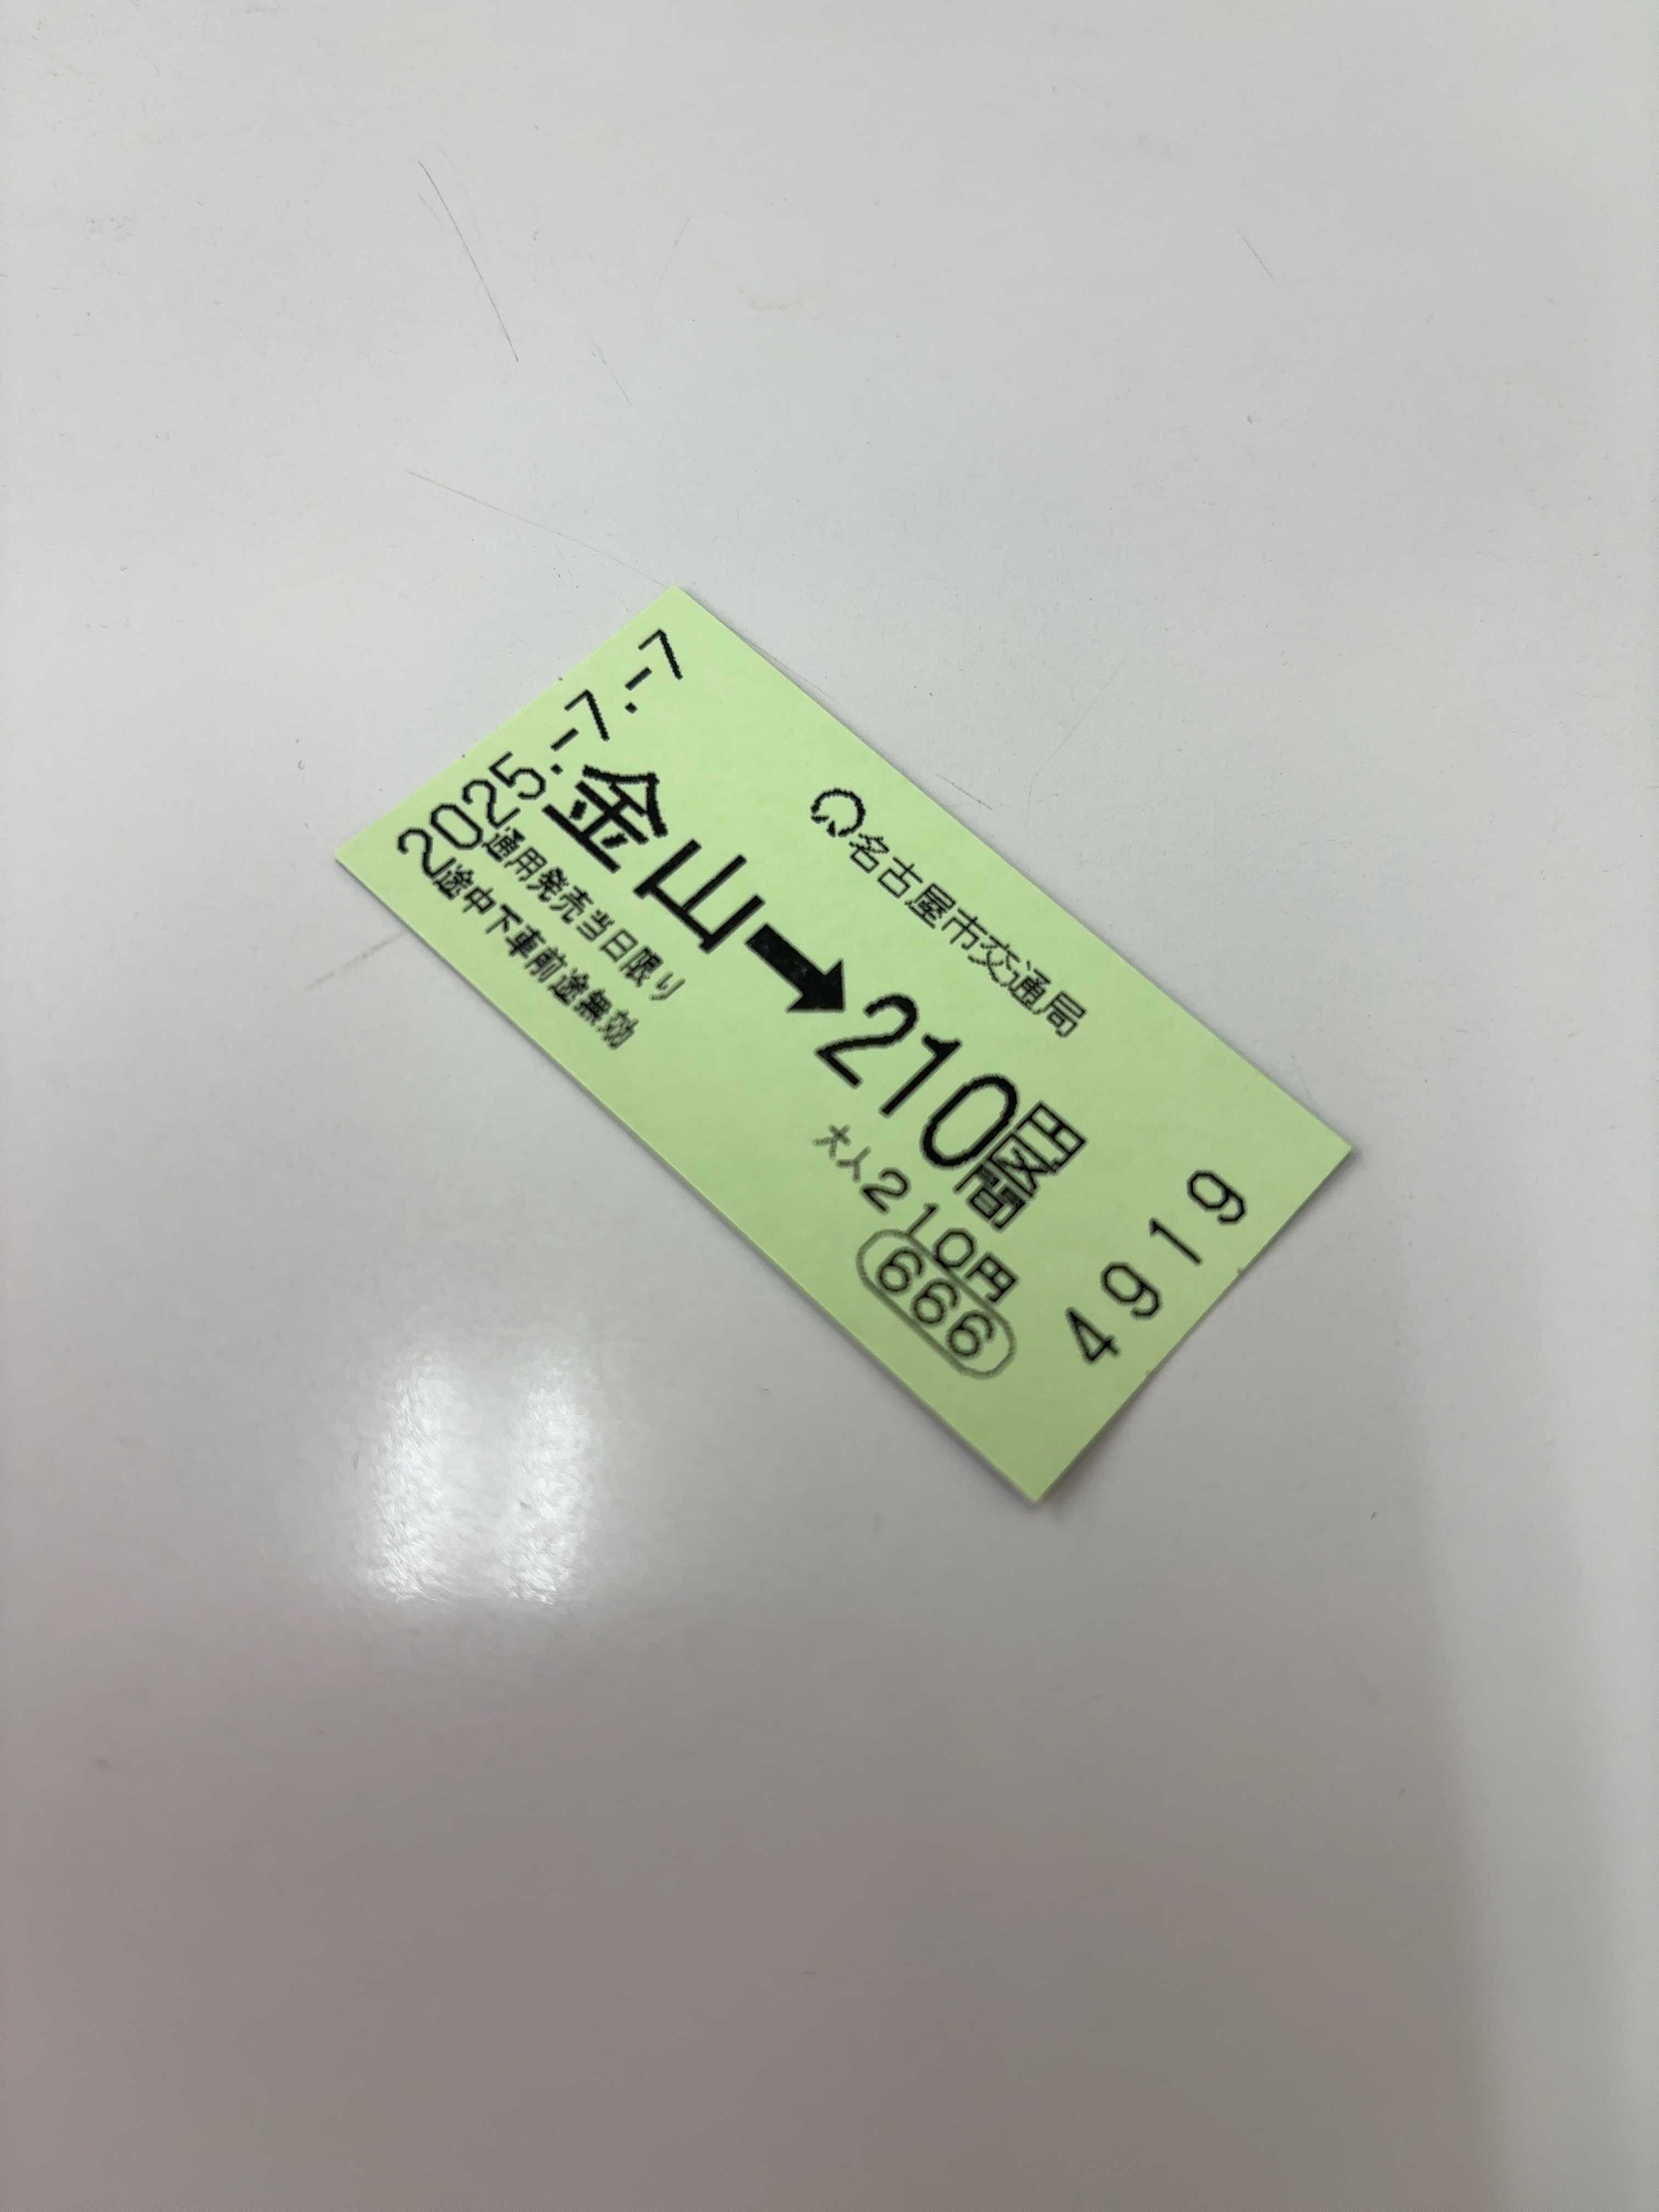 名古屋市交通局
金山➡210円区間
2025.-7.-7
通用発売当日限り
途中下車前途無効
大人210円
666
4919